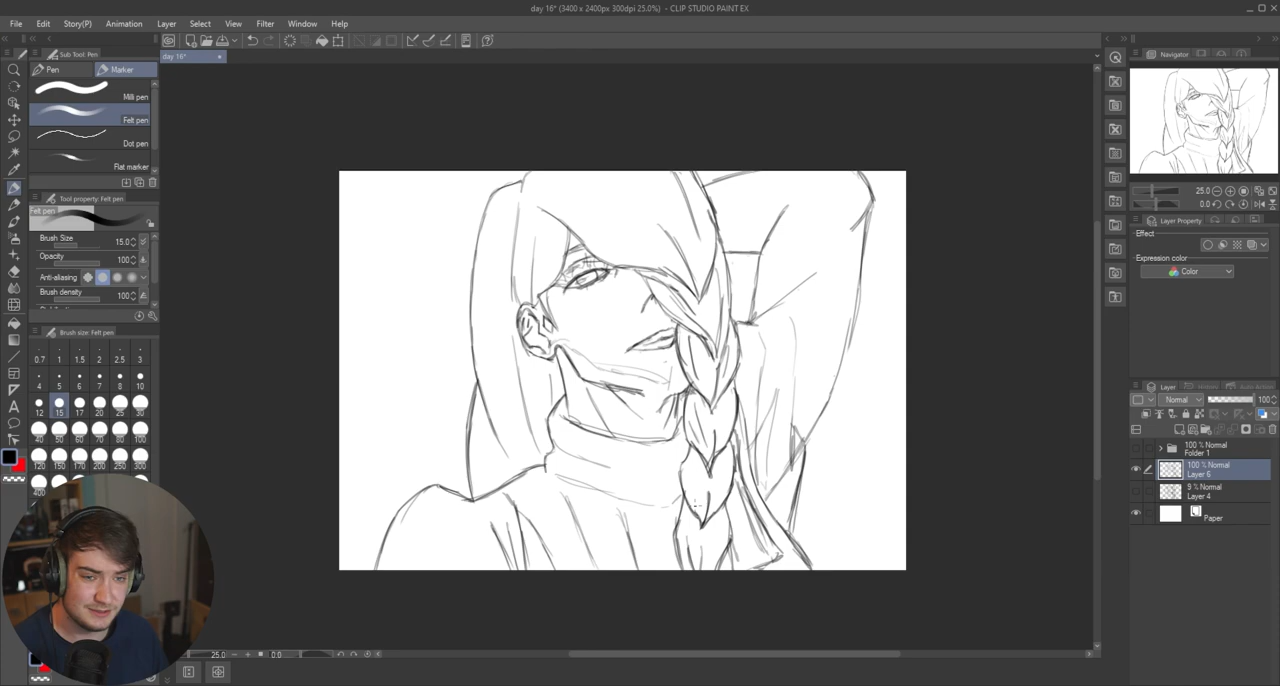 day 16* (3400 x 2400px 300dpi 25.0%) - CLIP STUDIO PAINT EX
File Edit Story(P) Animation Layer Select View Filter Window Help
Sub Tool: Pen
Pen Marker
Milli pen
Felt pen
Dot pen
Flat marker
Tool property: Felt pen
Felt pen
Brush Size 15.0
Opacity 100
Anti-aliasing
Brush density 100
Brush size: Felt pen
0.7 1 1.5 2 2.5 3
4 5 6 7 8 10
12 15 17 20 25 30
40 50 60 70 80 100
120 150 170 200 250 300
400
day 16*
25.0 0.0
Navigator
25.0
0.0
Layer Property
Effect
Expression color
Color
Layer History Auto Action
Normal 100
100 % Normal
Folder 1
100 % Normal
Layer 6
9 % Normal
Layer 4
Paper